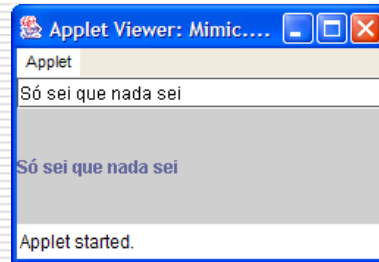 Applet Viewer: Mimic....
Applet
Só sei que nada sei
Só sei que nada sei
Applet started.